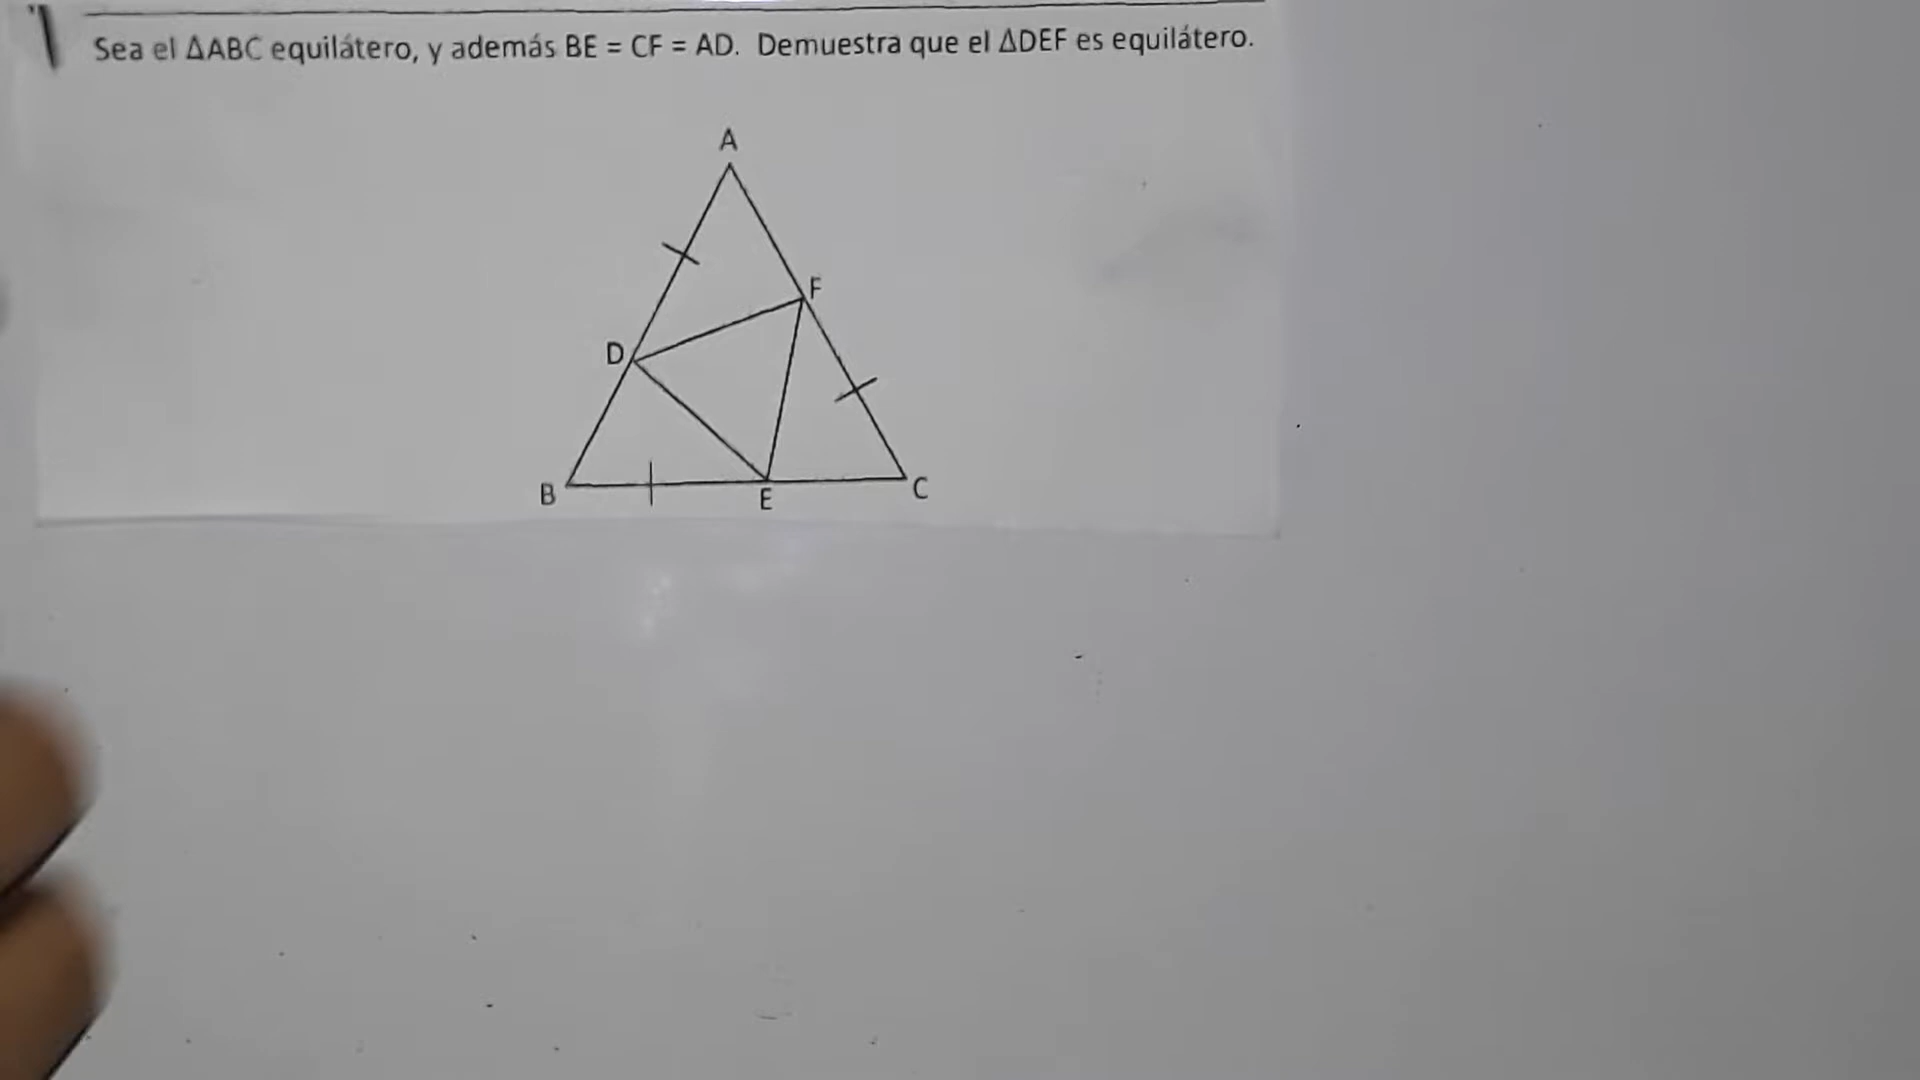 Sea el ΔABC equilátero, y además BE = CF = AD. Demuestra que el ΔDEF es equilátero.
A
F
D
B
E
C